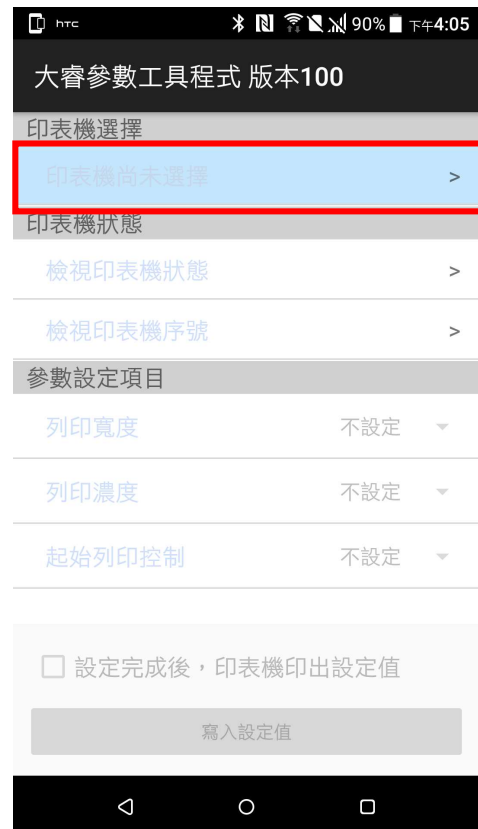 hTC 90% 下午4:05
大睿參數工具程式 版本100
印表機選擇
印表機尚未選擇 >
印表機狀態
檢視印表機狀態 >
檢視印表機序號 >
參數設定項目
列印寬度 不設定
列印濃度 不設定
起始列印控制 不設定
設定完成後，印表機印出設定值
寫入設定值